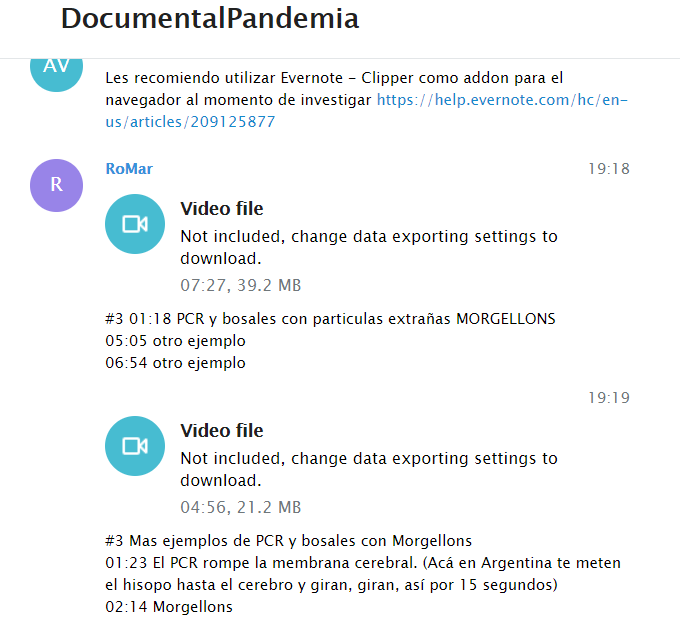 DocumentalPandemia
AV
Les recomiendo utilizar Evernote - Clipper como addon para el
navegador al momento de investigar https://help.evernote.com/hc/en-
us/articles/209125877
R
RoMar
19:18
Video file
Not included, change data exporting settings to
download.
07:27, 39.2 MB
#3 01:18 PCR y bosales con particulas extrañas MORGELLONS
05:05 otro ejemplo
06:54 otro ejemplo
19:19
Video file
Not included, change data exporting settings to
download.
04:56, 21.2 MB
#3 Mas ejemplos de PCR y bosales con Morgellons
01:23 El PCR rompe la membrana cerebral. (Acá en Argentina te meten
el hisopo hasta el cerebro y giran, giran, así por 15 segundos)
02:14 Morgellons